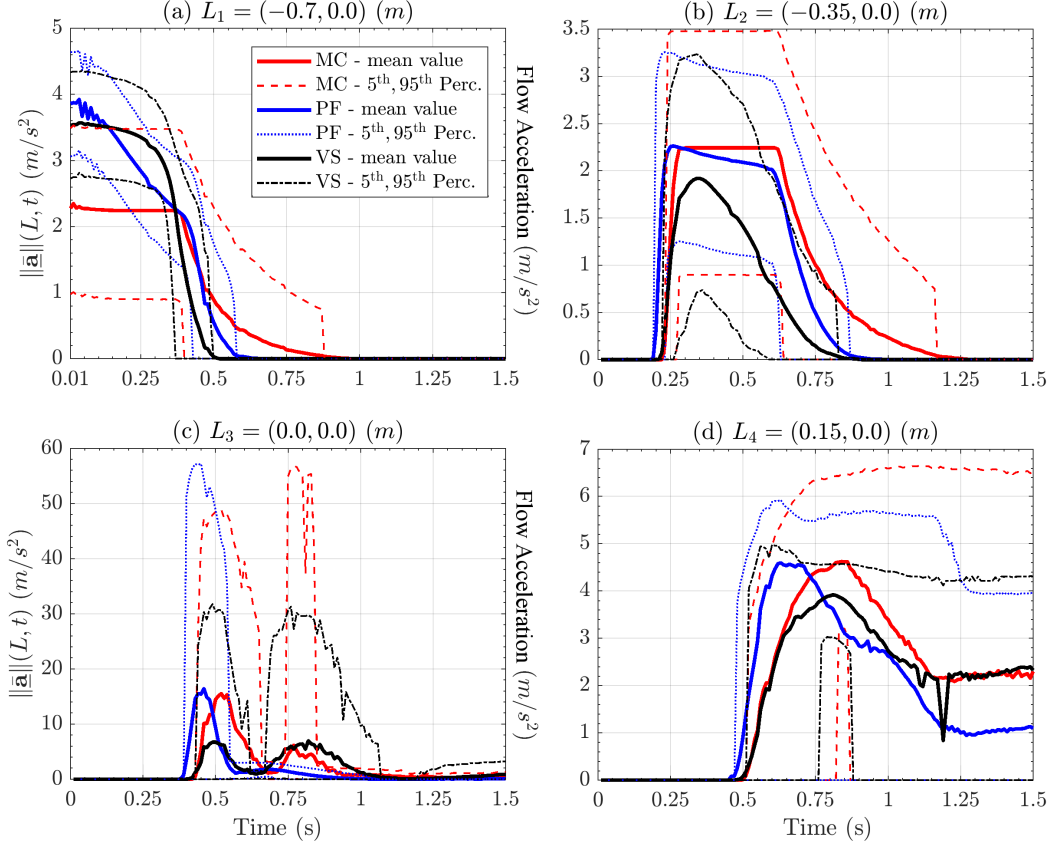 (a) L₁ = (−0.7, 0.0) (m)
5
4
3
2
1
0
0.01 0.25 0.5 0.75 1 1.25 1.5
||ā||(L, t) (m/s²)
MC - mean value
MC - 5th, 95th Perc.
PF - mean value
PF - 5th, 95th Perc.
VS - mean value
VS - 5th, 95th Perc.
(b) L₂ = (−0.35, 0.0) (m)
Flow Acceleration (m/s²)
3.5
3
2.5
2
1.5
1
0.5
0
0 0.25 0.5 0.75 1 1.25 1.5
(c) L₃ = (0.0, 0.0) (m)
||ā||(L, t) (m/s²)
60
50
40
30
20
10
0
0 0.25 0.5 0.75 1 1.25 1.5
Time (s)
(d) L₄ = (0.15, 0.0) (m)
Flow Acceleration (m/s²)
7
6
5
4
3
2
1
0
0 0.25 0.5 0.75 1 1.25 1.5
Time (s)